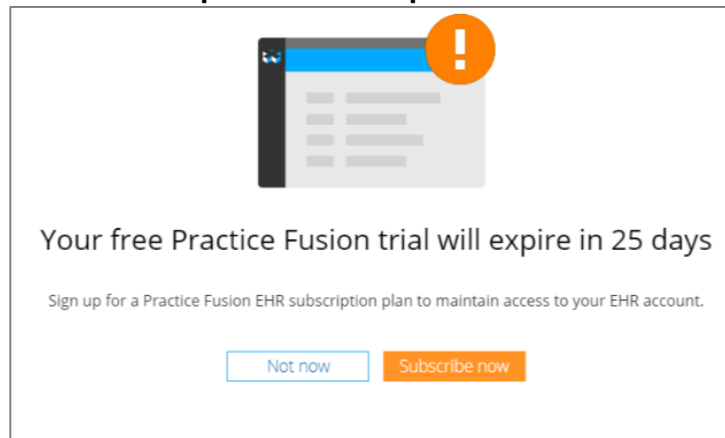 Your free Practice Fusion trial will expire in 25 days
Sign up for a Practice Fusion EHR subscription plan to maintain access to your EHR account.
Not now
Subscribe now